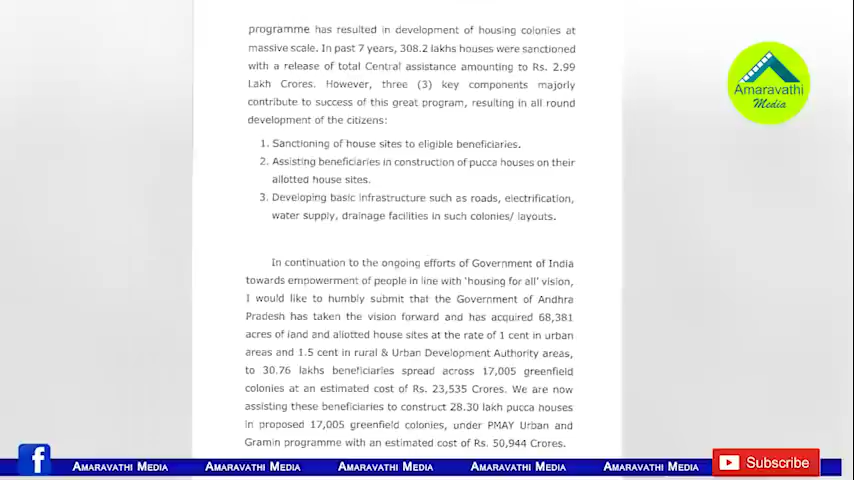 programme has resulted in development of housing colonies at
massive scale. In past 7 years, 308.2 lakhs houses were sanctioned
with a release of total Central assistance amounting to Rs. 2.99
Lakh Crores. However, three (3) key components majorly
contribute to success of this great program, resulting in all round
development of the citizens:
1. Sanctioning of house sites to eligible beneficiaries.
2. Assisting beneficiaries in construction of pucca houses on their
allotted house sites.
3. Developing basic infrastructure such as roads, electrification,
water supply, drainage facilities in such colonies/ layouts.
In continuation to the ongoing efforts of Government of India
towards empowerment of people in line with 'housing for all' vision,
I would like to humbly submit that the Government of Andhra
Pradesh has taken the vision forward and has acquired 68,381
acres of land and allotted house sites at the rate of 1 cent in urban
areas and 1.5 cent in rural & Urban Development Authority areas,
to 30.76 lakhs beneficiaries spread across 17,005 greenfield
colonies at an estimated cost of Rs. 23,535 Crores. We are now
assisting these beneficiaries to construct 28.30 lakh pucca houses
in proposed 17,005 greenfield colonies, under PMAY Urban and
Gramin programme with an estimated cost of Rs. 50,944 Crores.
Amaravathi
Media
f AMARAVATHI MEDIA AMARAVATHI MEDIA AMARAVATHI MEDIA AMARAVATHI MEDIA AMARAVATHI MEDIA Subscribe